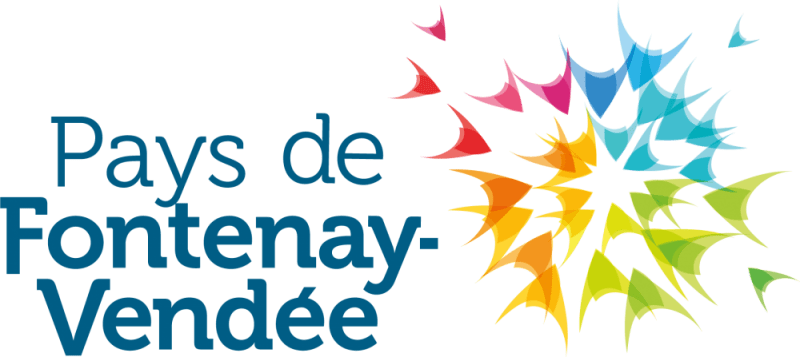 Pays de
Fontenay-
Vendée